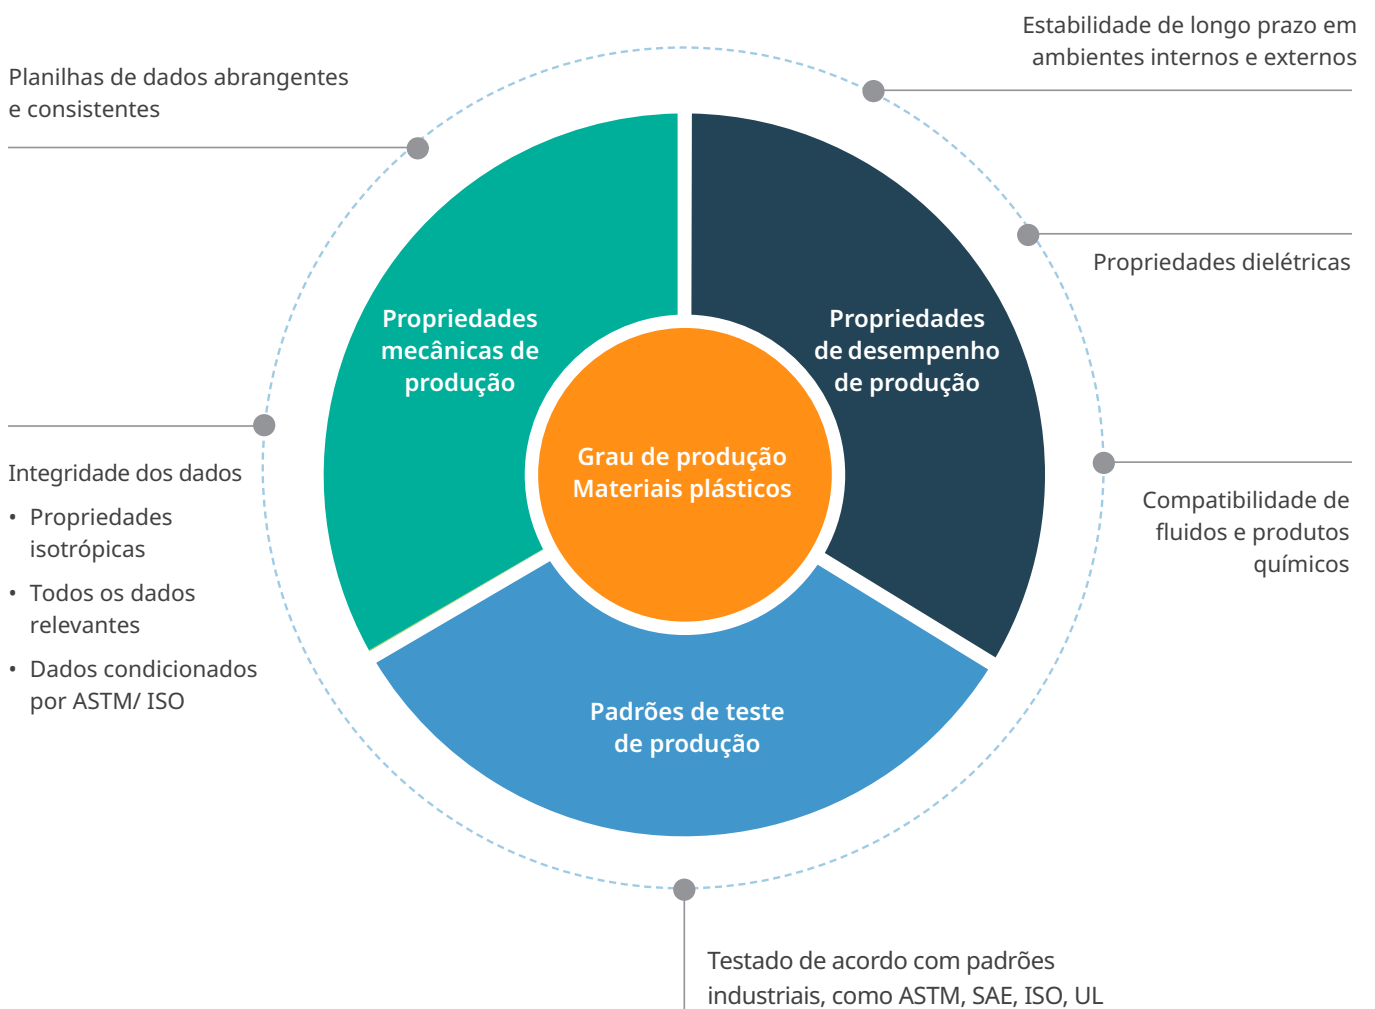 Estabilidade de longo prazo em
ambientes internos e externos
Planilhas de dados abrangentes
e consistentes
Propriedades dielétricas
Propriedades
mecânicas de
produção
Propriedades
de desempenho
de produção
Grau de produção
Materiais plásticos
Integridade dos dados
• Propriedades
isotrópicas
• Todos os dados
relevantes
• Dados condicionados
por ASTM/ ISO
Compatibilidade de
fluidos e produtos
químicos
Padrões de teste
de produção
Testado de acordo com padrões
industriais, como ASTM, SAE, ISO, UL